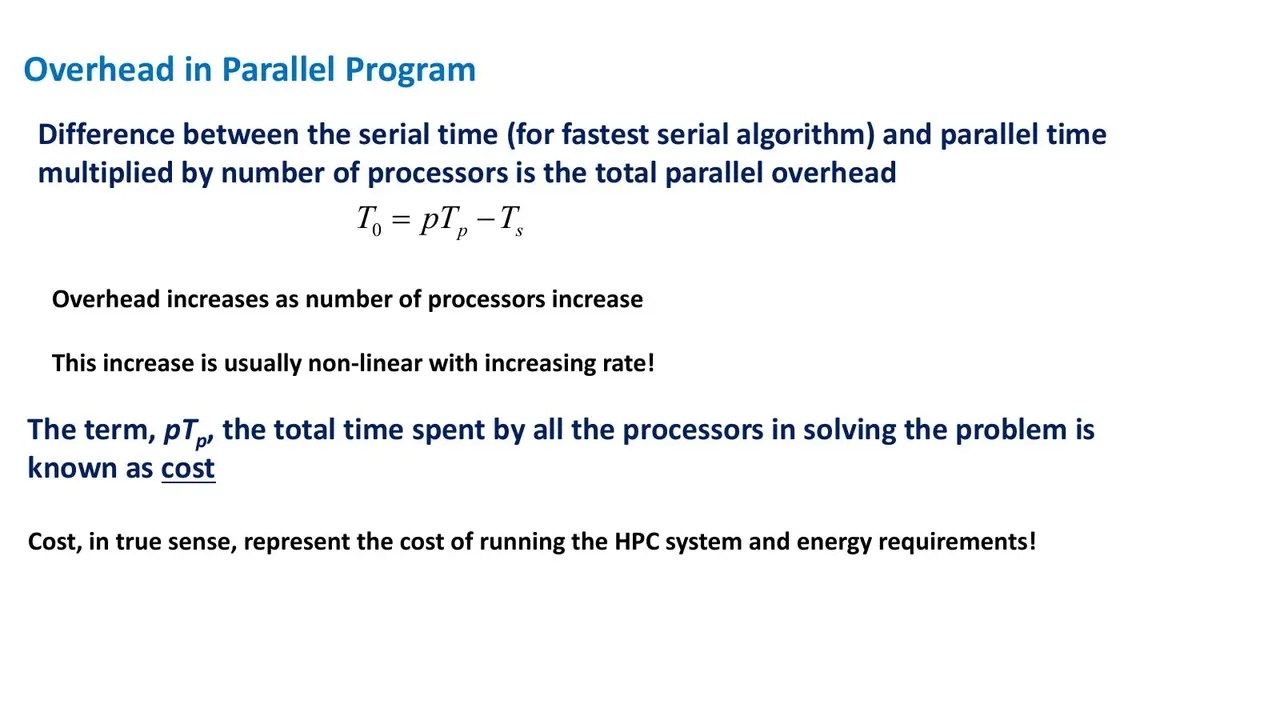 Overhead in Parallel Program
Difference between the serial time (for fastest serial algorithm) and parallel time
multiplied by number of processors is the total parallel overhead
T₀ = pTₚ − Tₛ
Overhead increases as number of processors increase
This increase is usually non-linear with increasing rate!
The term, pTₚ, the total time spent by all the processors in solving the problem is
known as cost
Cost, in true sense, represent the cost of running the HPC system and energy requirements!